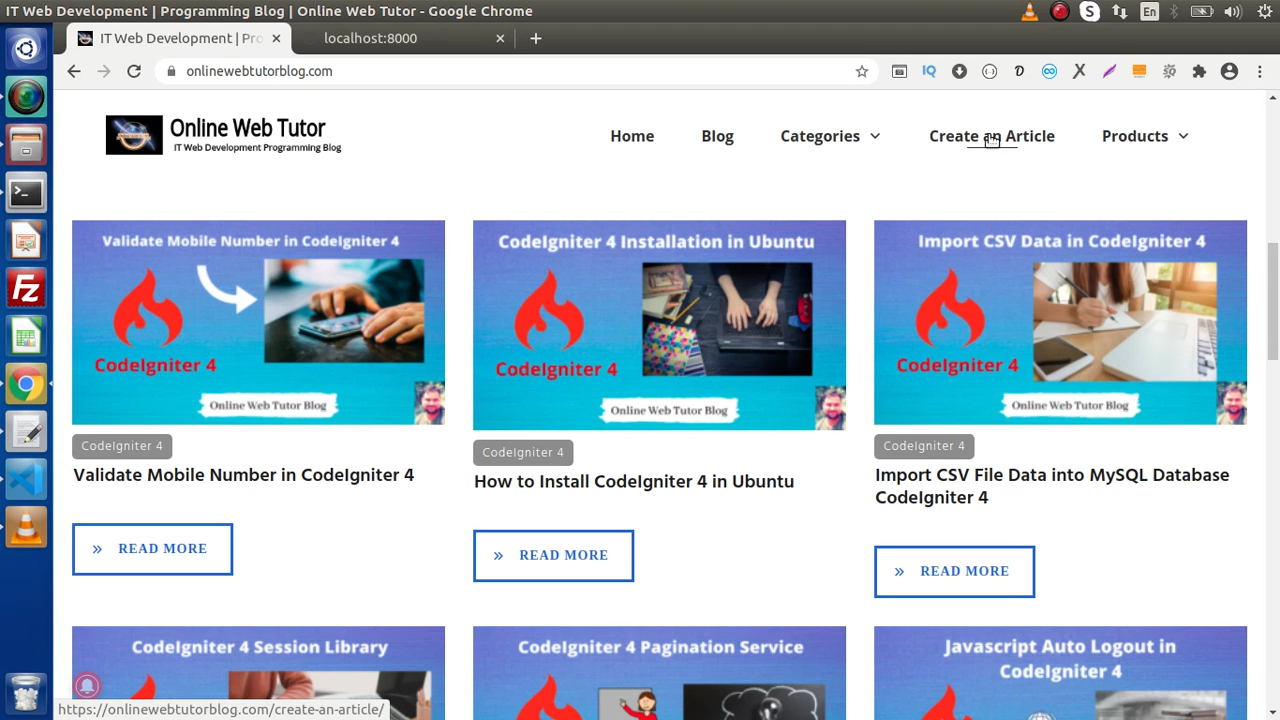 IT Web Development | Programming Blog | Online Web Tutor - Google Chrome
S
En
IT Web Development | Pro
localhost:8000
onlinewebtutorblog.com
IQ
Online Web Tutor
IT Web Development Programming Blog
Home
Blog
Categories
Create an Article
Products
Validate Mobile Number in CodeIgniter 4
CodeIgniter 4
Online Web Tutor Blog
CodeIgniter 4
Validate Mobile Number in CodeIgniter 4
READ MORE
CodeIgniter 4 Installation in Ubuntu
CodeIgniter 4
Online Web Tutor Blog
CodeIgniter 4
How to Install CodeIgniter 4 in Ubuntu
READ MORE
Import CSV Data in CodeIgniter 4
CodeIgniter 4
Online Web Tutor Blog
CodeIgniter 4
Import CSV File Data into MySQL Database
CodeIgniter 4
READ MORE
CodeIgniter 4 Session Library
CodeIgniter 4 Pagination Service
Javascript Auto Logout in
CodeIgniter 4
https://onlinewebtutorblog.com/create-an-article/
Fz